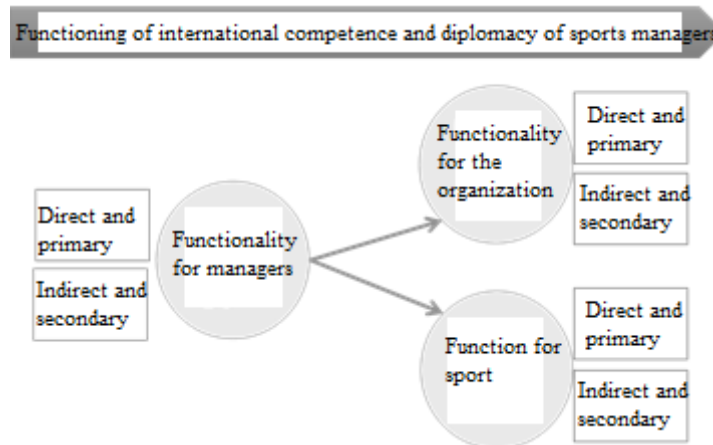 Functioning of international competence and diplomacy of sports managers
Direct and
primary
Functionality
for the
organization
Indirect and
secondary
Direct and
primary
Functionality
for managers
Indirect and
secondary
Direct and
primary
Function for
sport
Indirect and
secondary